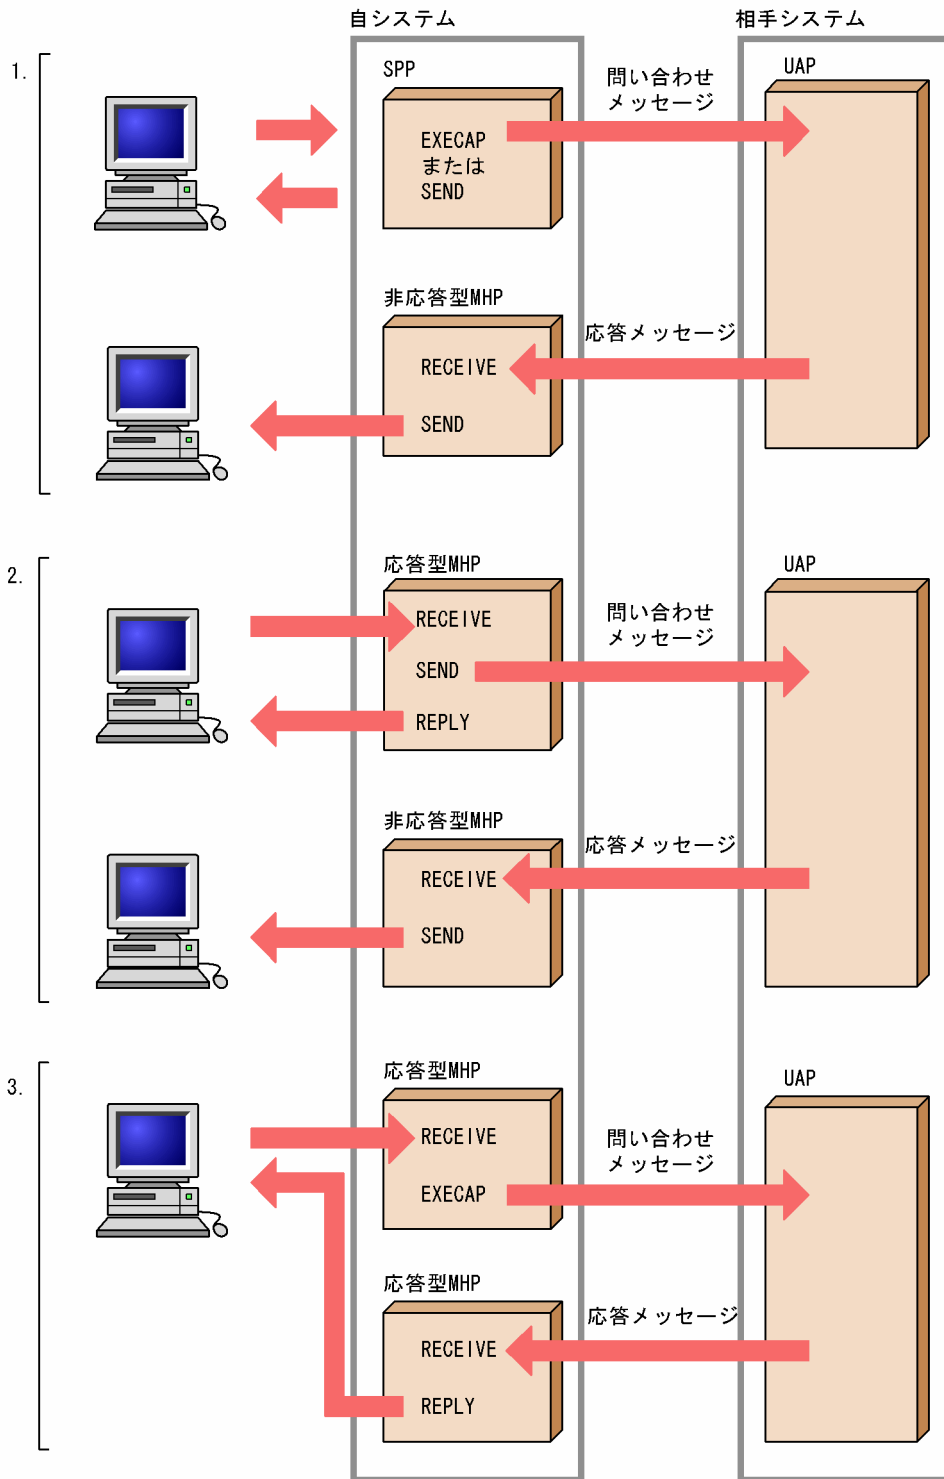 自システム
相手システム
1.
SPP
UAP
問い合わせ
メッセージ
EXECAP
または
SEND
非応答型MHP
応答メッセージ
RECEIVE
SEND
2.
応答型MHP
UAP
RECEIVE
問い合わせ
メッセージ
SEND
REPLY
非応答型MHP
応答メッセージ
RECEIVE
SEND
3.
応答型MHP
UAP
RECEIVE
問い合わせ
メッセージ
EXECAP
応答型MHP
応答メッセージ
RECEIVE
REPLY